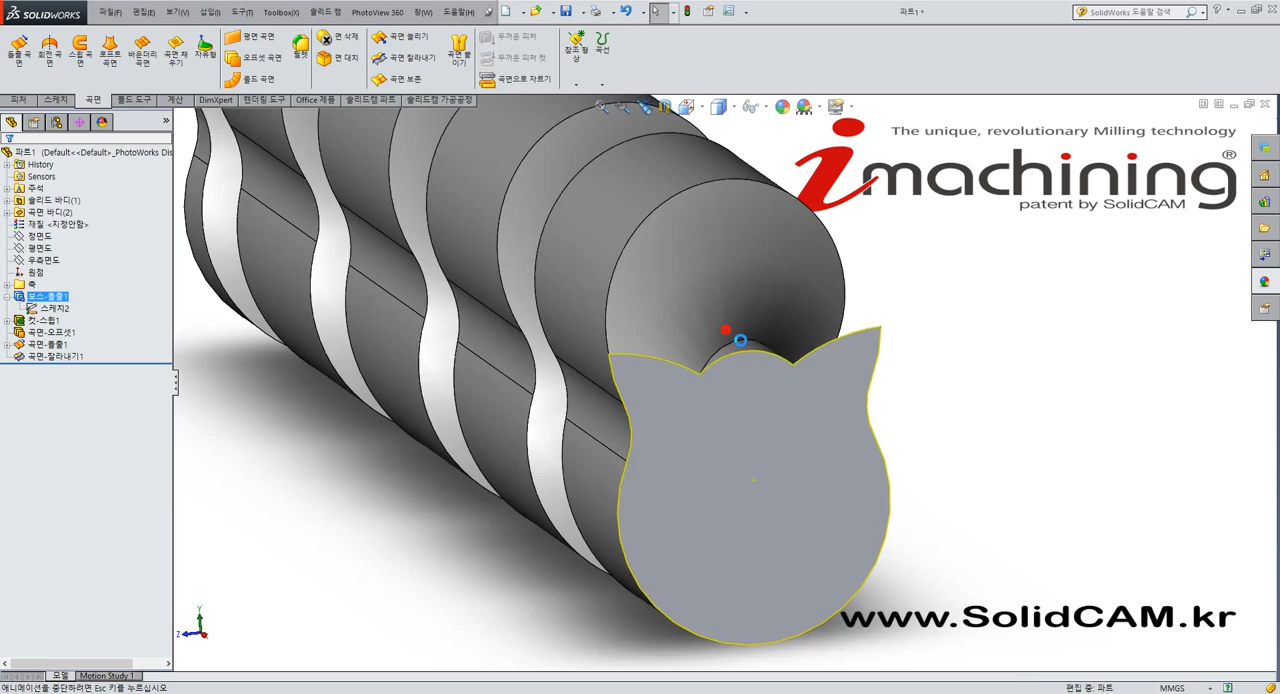 SOLIDWORKS
파일(F)
편집(E)
보기(V)
삽입(I)
도구(T)
Toolbox(X)
솔리드 캠
PhotoView 360
창(W)
도움말(H)
파트1 *
SolidWorks 도움말 검색
돌출 곡면
회전 곡면
스윕 곡면
로프트 곡면
바운더리 곡면
곡면 채우기
자유형
평면 곡면
오프셋 곡면
룰드 곡면
필렛
면 삭제
면 대치
곡면 늘리기
곡면 잘라내기
곡면 보존
곡면 붙이기
두꺼운 피처
두꺼운 피처 컷
곡면으로 자르기
참조 형상
곡선
피처
스케치
곡면
몰드 도구
계산
DimXpert
렌더링 도구
Office 제품
솔리드캠 파트
솔리드캠 가공공정
파트1 (Default<<Default>_PhotoWorks Dis
History
Sensors
주석
솔리드 바디(1)
곡면 바디(2)
재질 <지정안함>
정면도
평면도
우측면도
원점
축
보스-돌출1
스케치2
컷-스윕1
곡면-오프셋1
곡면-돌출1
곡면-잘라내기1
The unique, revolutionary Milling technology
imachining®
patent by SolidCAM
www.SolidCAM.kr
Y
Z
모델
Motion Study 1
애니메이션을 중단하려면 Esc 키를 누르십시오
편집 중: 파트
MMGS